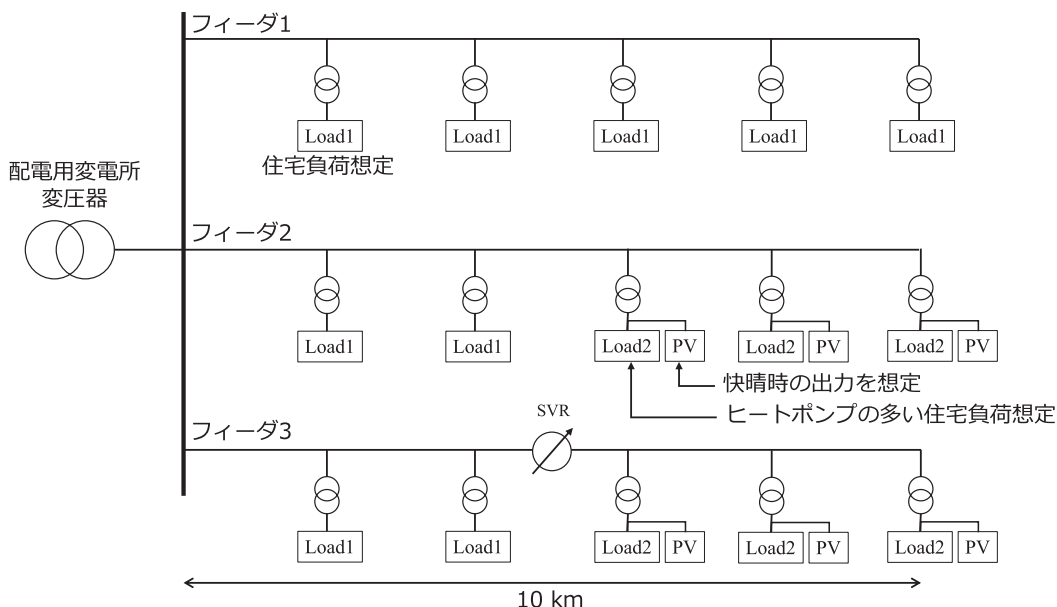 フィーダ1
Load1
Load1
Load1
Load1
Load1
住宅負荷想定
配電用変電所
変圧器
フィーダ2
Load1
Load1
Load2
PV
Load2
PV
Load2
PV
快晴時の出力を想定
ヒートポンプの多い住宅負荷想定
SVR
フィーダ3
Load1
Load1
Load2
PV
Load2
PV
Load2
PV
10 km